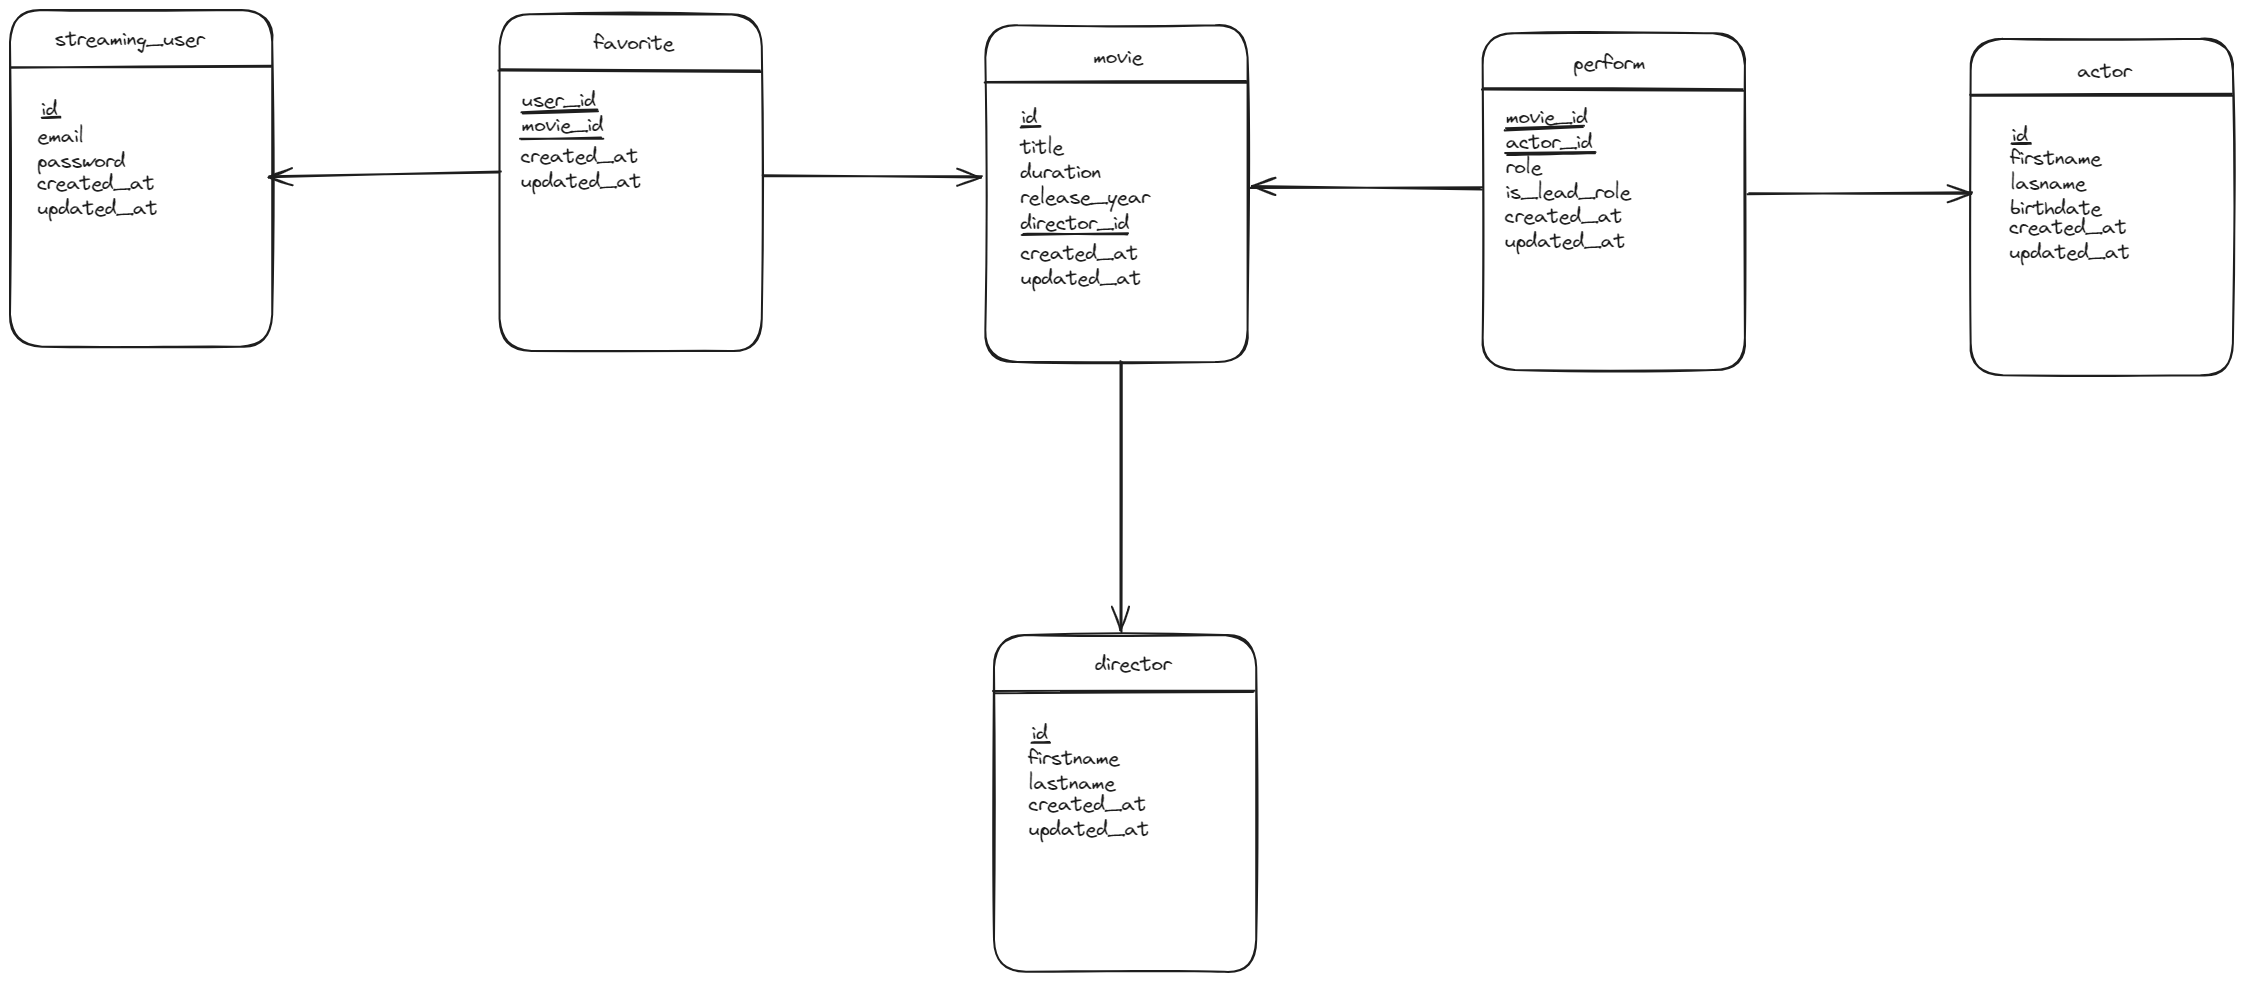 streaming_user
id
email
password
created_at
updated_at
favorite
user_id
movie_id
created_at
updated_at
movie
id
title
duration
release_year
director_id
created_at
updated_at
perform
movie_id
actor_id
role
is_lead_role
created_at
updated_at
actor
id
firstname
lasname
birthdate
created_at
updated_at
director
id
firstname
lastname
created_at
updated_at